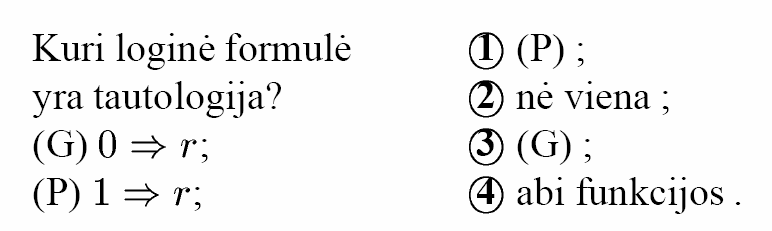 Kuri loginė formulė
yra tautologija?
(G) 0 ⇒ r;
(P) 1 ⇒ r;
① (P) ;
② nė viena ;
③ (G) ;
④ abi funkcijos .